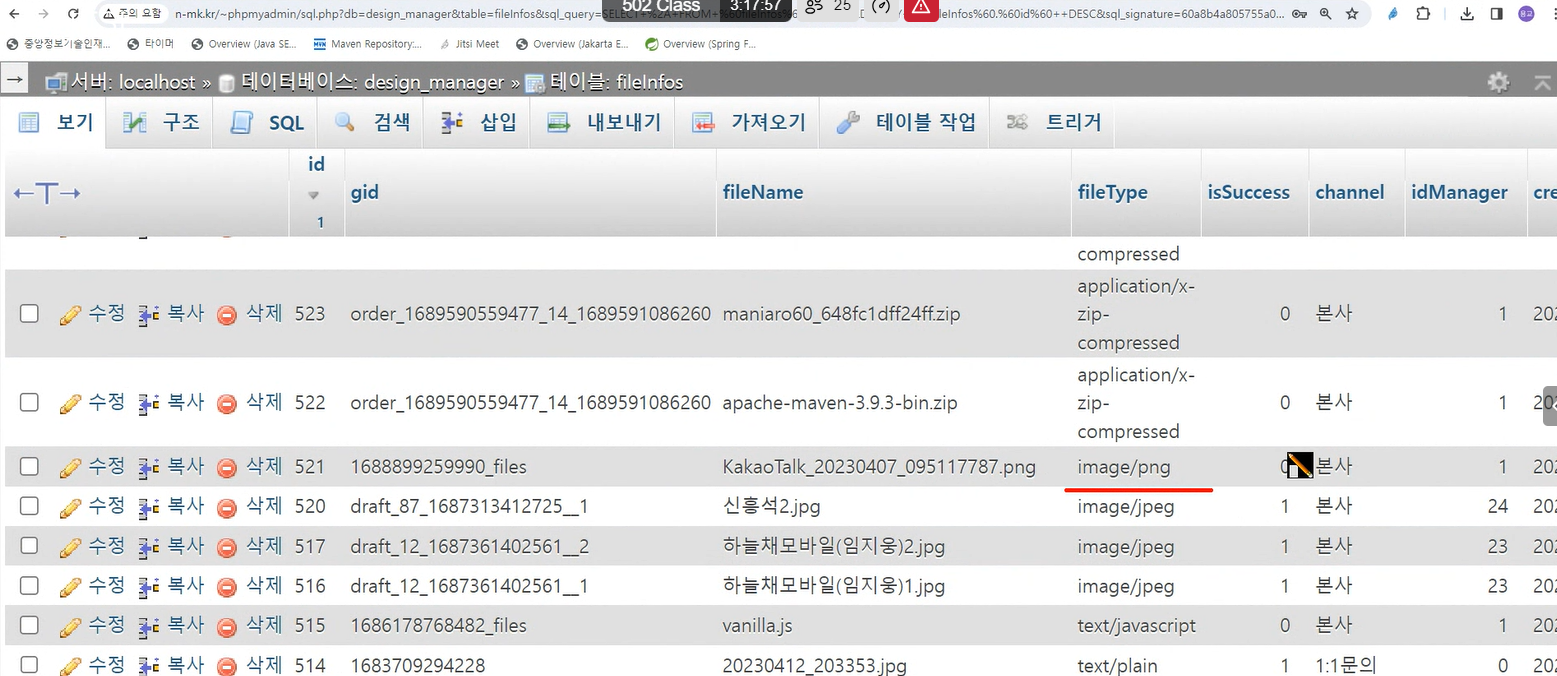 502 Class
3:17:57
25
주의 요함
n-mk.kr/~phpmyadmin/sql.php?db=design_manager&table=fileInfos&sql_query=SELECT+
eInfos%60.%60id%60++DESC&sql_signature=60a8b4a805755a0...
중앙정보기술인재...
타이머
Overview (Java SE...
Maven Repository:...
Jitsi Meet
Overview (Jakarta E...
Overview (Spring F...
서버: localhost » 데이터베이스: design_manager » 테이블: fileInfos
보기 구조 SQL 검색 삽입 내보내기 가져오기 테이블 작업 트리거
←T→ id 1 gid fileName fileType isSuccess channel idManager cre
compressed
수정 복사 삭제 523 order_1689590559477_14_1689591086260 maniaro60_648fc1dff24ff.zip application/x-
zip-
compressed 0 본사 1 202
수정 복사 삭제 522 order_1689590559477_14_1689591086260 apache-maven-3.9.3-bin.zip application/x-
zip-
compressed 0 본사 1 202
수정 복사 삭제 521 1688899259990_files KakaoTalk_20230407_095117787.png image/png 0 본사 1 202
수정 복사 삭제 520 draft_87_1687313412725__1 신흥석2.jpg image/jpeg 1 본사 24 202
수정 복사 삭제 517 draft_12_1687361402561__2 하늘채모바일(임지웅)2.jpg image/jpeg 1 본사 23 202
수정 복사 삭제 516 draft_12_1687361402561__1 하늘채모바일(임지웅)1.jpg image/jpeg 1 본사 23 202
수정 복사 삭제 515 1686178768482_files vanilla.js text/javascript 0 본사 1 202
수정 복사 삭제 514 1683709294228 20230412_203353.jpg text/plain 1 1:1문의 0 202